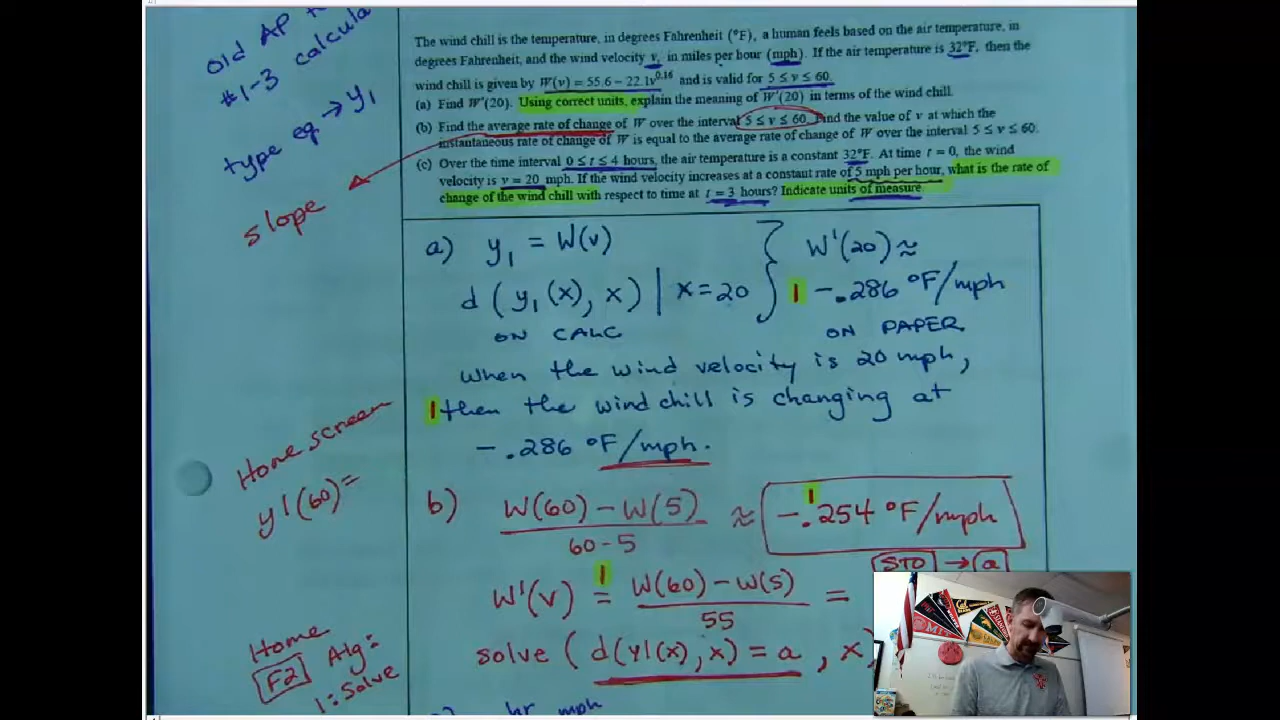 The wind chill is the temperature, in degrees Fahrenheit (°F), a human feels based on the air temperature, in
degrees Fahrenheit, and the wind velocity v, in miles per hour (mph). If the air temperature is 32°F, then the
wind chill is given by W(v) = 55.6 – 22.1v^0.16 and is valid for 5 ≤ v ≤ 60.
(a) Find W'(20). Using correct units, explain the meaning of W'(20) in terms of the wind chill.
(b) Find the average rate of change of W over the interval 5 ≤ v ≤ 60. Find the value of v at which the
instantaneous rate of change of W is equal to the average rate of change of W over the interval 5 ≤ v ≤ 60.
(c) Over the time interval 0 ≤ t ≤ 4 hours, the air temperature is a constant 32°F. At time t = 0, the wind
velocity is v = 20 mph. If the wind velocity increases at a constant rate of 5 mph per hour, what is the rate of
change of the wind chill with respect to time at t = 3 hours? Indicate units of measure.
Old AP
#1-3 calcula
type eq → y1
slope
a) y1 = W(v)
d (y1(x), x) | x=20
ON CALC
W'(20) ≈
1 -.286 °F/mph
ON PAPER
When the wind velocity is 20 mph,
1 then the wind chill is changing at
-.286 °F/mph.
Home screen
y1(60)=
b) W(60) - W(5)
60-5
≈ -.254 °F/mph
1
STO → a
1
W'(v) = W(60) - W(5) =
55
solve ( d(y1(x), x) = a , x)
Home
F2 Alg:
1: Solve
hr mph
MIT
Cal